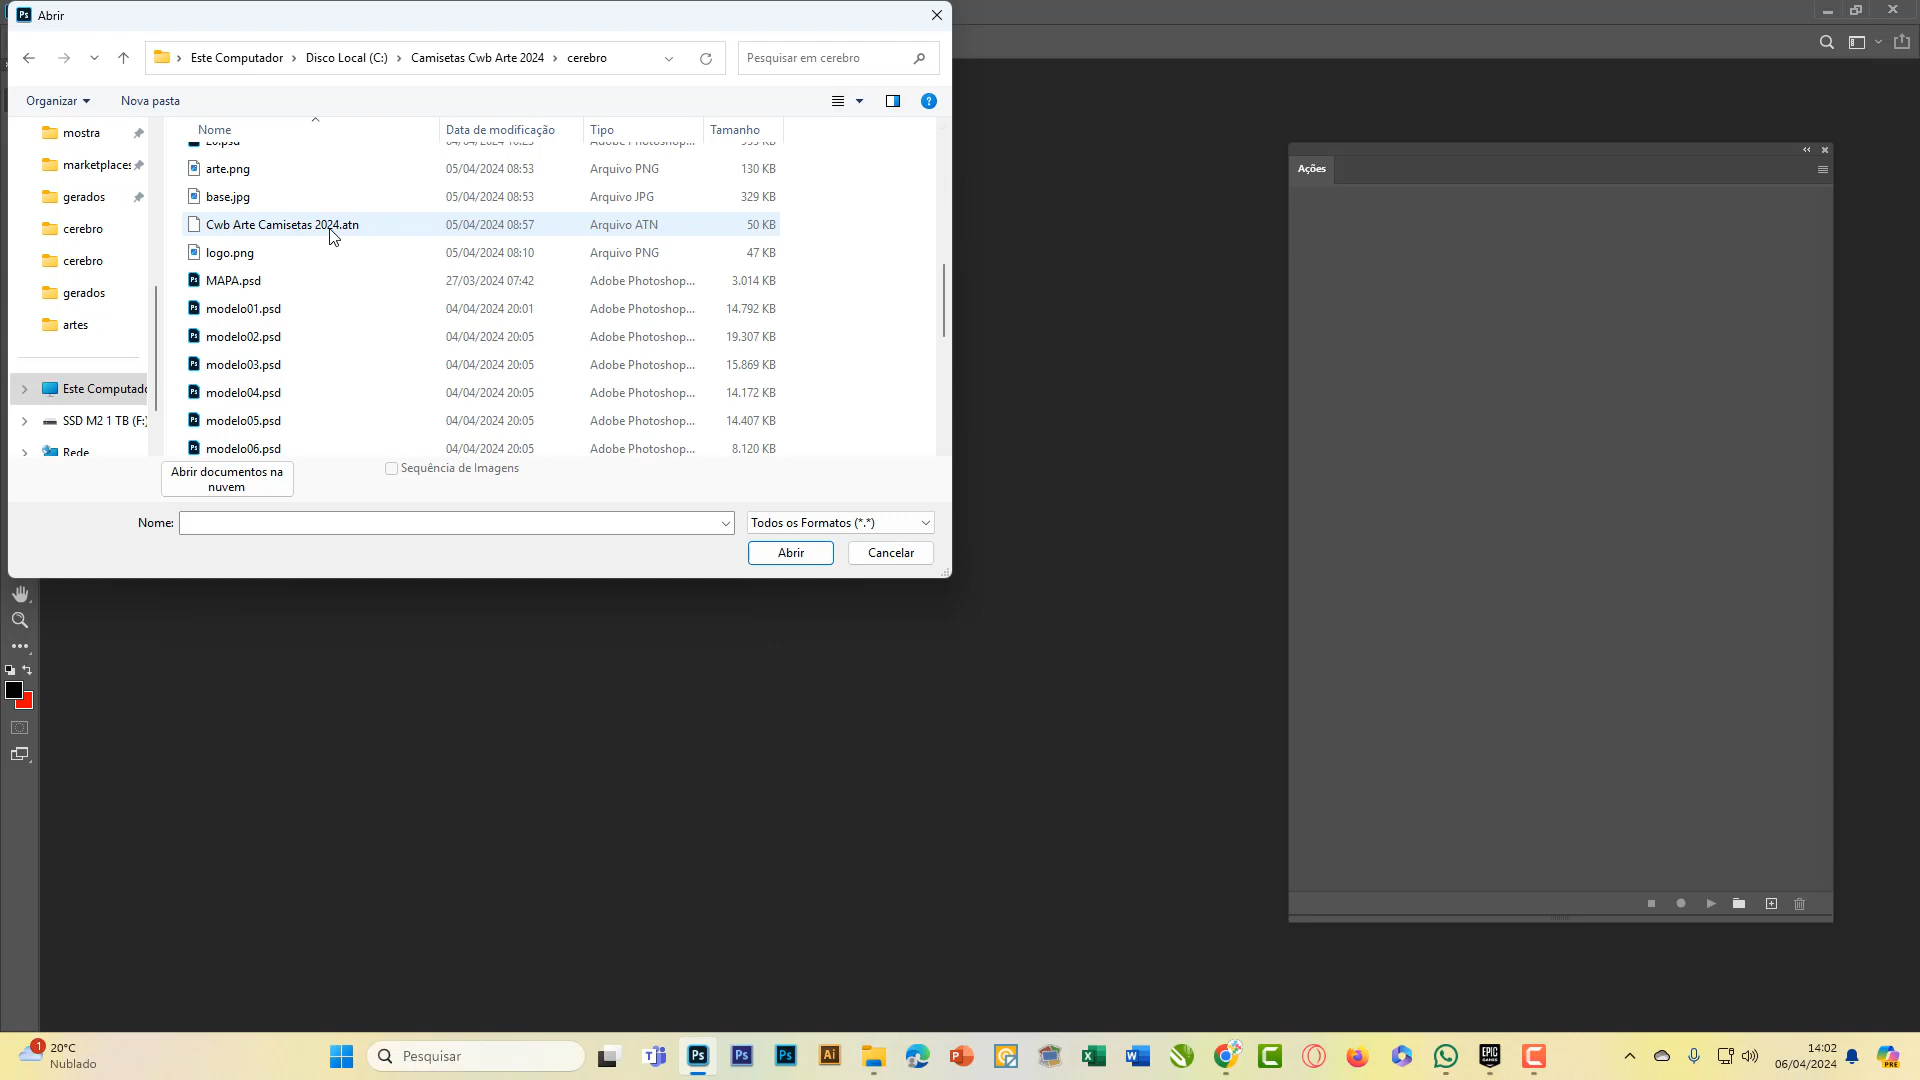 Abrir
Este Computador > Disco Local (C:) > Camisetas Cwb Arte 2024 > cerebro
Pesquisar em cerebro
Organizar
Nova pasta
Nome
Data de modificação
Tipo
Tamanho
mostra
marketplaces
gerados
cerebro
cerebro
gerados
artes
Este Computado
SSD M2 1 TB (F:)
Rede
arte.png 05/04/2024 08:53 Arquivo PNG 130 KB
base.jpg 05/04/2024 08:53 Arquivo JPG 329 KB
Cwb Arte Camisetas 2024.atn 05/04/2024 08:57 Arquivo ATN 50 KB
logo.png 05/04/2024 08:10 Arquivo PNG 47 KB
MAPA.psd 27/03/2024 07:42 Adobe Photoshop... 3.014 KB
modelo01.psd 04/04/2024 20:01 Adobe Photoshop... 14.792 KB
modelo02.psd 04/04/2024 20:05 Adobe Photoshop... 19.307 KB
modelo03.psd 04/04/2024 20:05 Adobe Photoshop... 15.869 KB
modelo04.psd 04/04/2024 20:05 Adobe Photoshop... 14.172 KB
modelo05.psd 04/04/2024 20:05 Adobe Photoshop... 14.407 KB
modelo06.psd 04/04/2024 20:05 Adobe Photoshop... 8.120 KB
Abrir documentos na
nuvem
Sequência de Imagens
Nome:
Todos os Formatos (*.*)
Abrir
Cancelar
Ações
20°C
Nublado
Pesquisar
14:02
06/04/2024